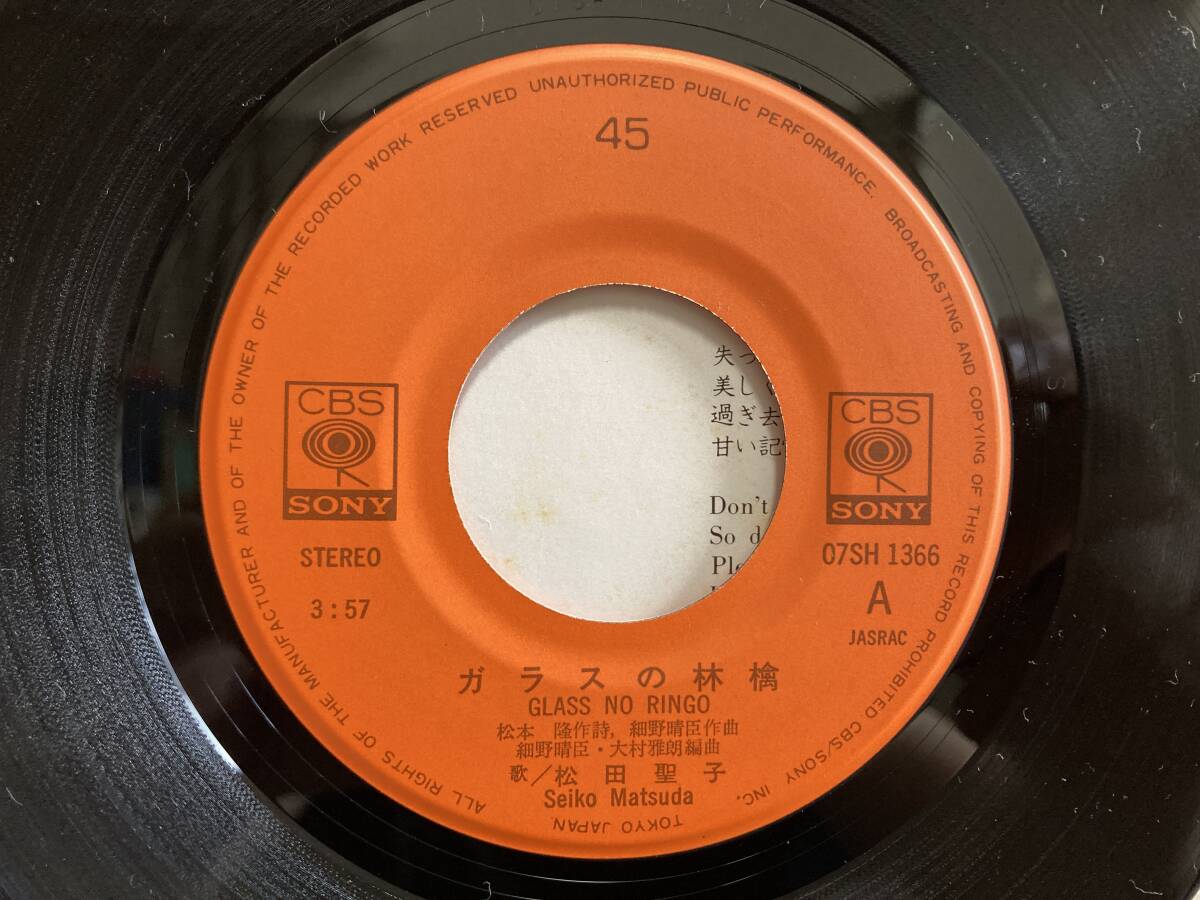 ALL RIGHTS OF THE MANUFACTURER AND OF THE OWNER OF THE RECORDED WORK RESERVED UNAUTHORIZED PUBLIC PERFORMANCE. BROADCASTING AND COPYING OF THIS RECORD PROHIBITED CBS/SONY INC.
TOKYO JAPAN
45
CBS
SONY
CBS
SONY
STEREO
3:57
07SH 1366
A
JASRAC
失っ
美しく
過ぎ去
甘い記
Don't
So d
Ple
ガラスの林檎
GLASS NO RINGO
松本 隆作詩, 細野晴臣作曲
細野晴臣・大村雅朗編曲
歌/松田聖子
Seiko Matsuda